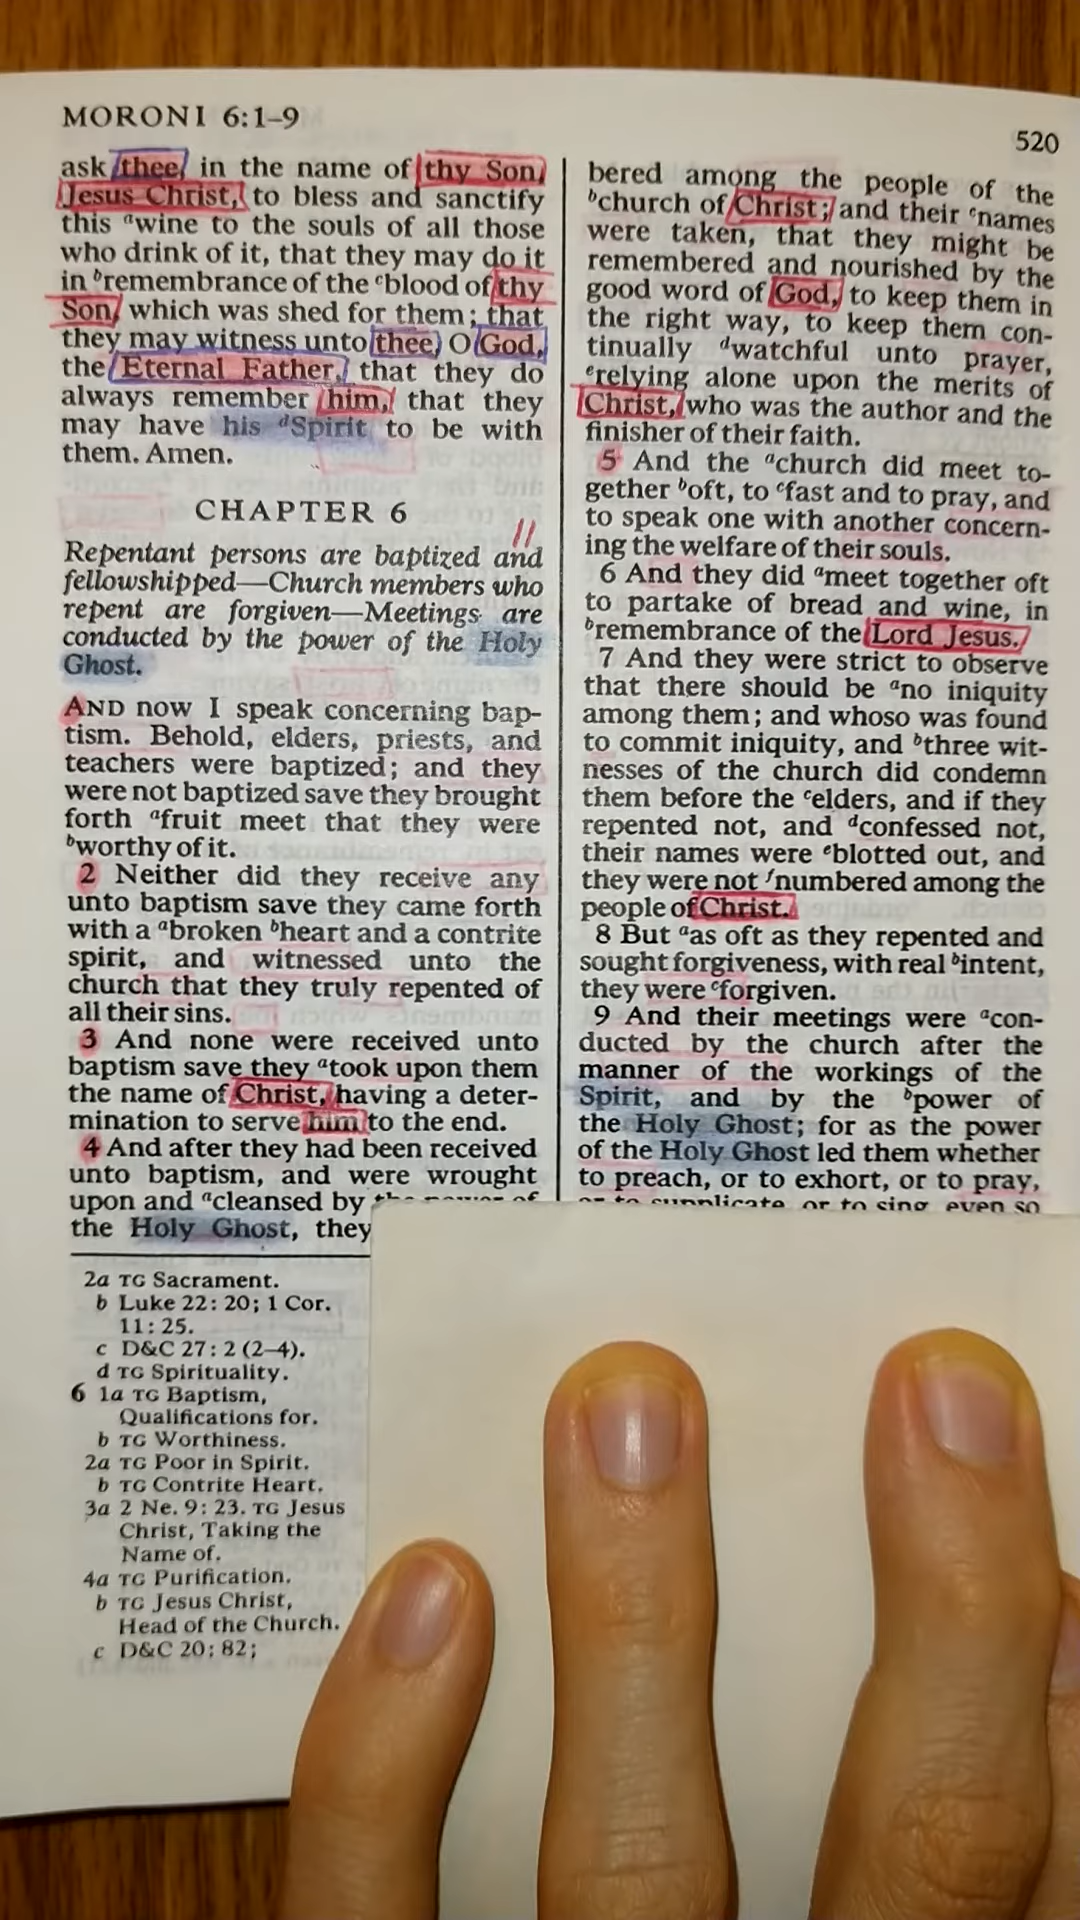 MORONI 6:1–9
520
ask thee in the name of thy Son,
Jesus Christ, to bless and sanctify
this ᵃwine to the souls of all those
who drink of it, that they may do it
in ᵇremembrance of the ᶜblood of thy
Son, which was shed for them; that
they may witness unto thee, O God,
the Eternal Father, that they do
always remember him, that they
may have his ᵈSpirit to be with
them. Amen.
CHAPTER 6
Repentant persons are baptized and
fellowshipped—Church members who
repent are forgiven—Meetings are
conducted by the power of the Holy
Ghost.
AND now I speak concerning bap-
tism. Behold, elders, priests, and
teachers were baptized; and they
were not baptized save they brought
forth ᵃfruit meet that they were
ᵇworthy of it.
2 Neither did they receive any
unto baptism save they came forth
with a ᵃbroken ᵇheart and a contrite
spirit, and witnessed unto the
church that they truly repented of
all their sins.
3 And none were received unto
baptism save they ᵃtook upon them
the name of Christ, having a deter-
mination to serve him to the end.
4 And after they had been received
unto baptism, and were wrought
upon and ᵃcleansed by the power of
the Holy Ghost, they
2a TG Sacrament.
b Luke 22: 20; 1 Cor.
11: 25.
c D&C 27: 2 (2–4).
d TG Spirituality.
6 1a TG Baptism,
Qualifications for.
b TG Worthiness.
2a TG Poor in Spirit.
b TG Contrite Heart.
3a 2 Ne. 9: 23. TG Jesus
Christ, Taking the
Name of.
4a TG Purification.
b TG Jesus Christ,
Head of the Church.
c D&C 20: 82;
bered among the people of the
ᵇchurch of Christ; and their ᶜnames
were taken, that they might be
remembered and nourished by the
good word of God, to keep them in
the right way, to keep them con-
tinually ᵈwatchful unto prayer,
ᵉrelying alone upon the merits of
Christ, who was the author and the
finisher of their faith.
5 And the ᵃchurch did meet to-
gether ᵇoft, to ᶜfast and to pray, and
to speak one with another concern-
ing the welfare of their souls.
6 And they did ᵃmeet together oft
to partake of bread and wine, in
ᵇremembrance of the Lord Jesus.
7 And they were strict to observe
that there should be ᵃno iniquity
among them; and whoso was found
to commit iniquity, and ᵇthree wit-
nesses of the church did condemn
them before the ᶜelders, and if they
repented not, and ᵈconfessed not,
their names were ᵉblotted out, and
they were not ᶠnumbered among the
people of Christ.
8 But ᵃas oft as they repented and
sought forgiveness, with real ᵇintent,
they were ᶜforgiven.
9 And their meetings were ᵃcon-
ducted by the church after the
manner of the workings of the
Spirit, and by the ᵇpower of
the Holy Ghost; for as the power
of the Holy Ghost led them whether
to preach, or to exhort, or to pray,
or to supplicate, or to sing, even so